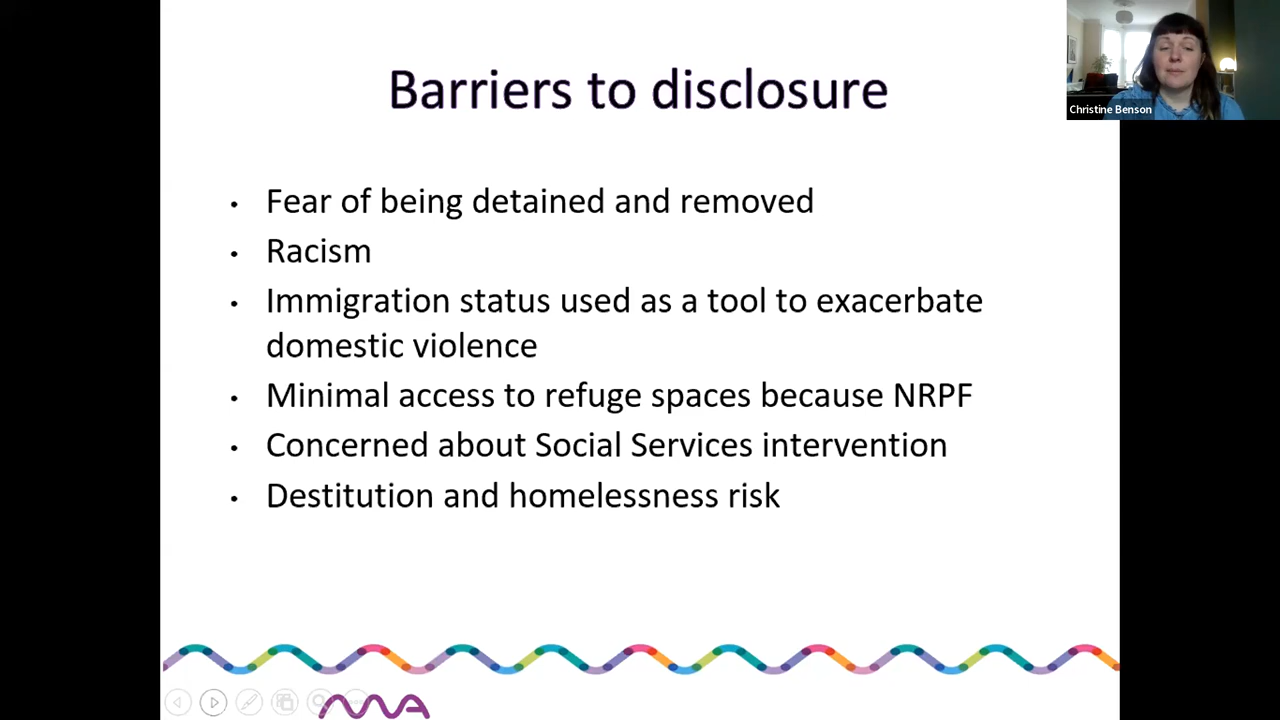 Barriers to disclosure
Christine Benson
• Fear of being detained and removed
• Racism
• Immigration status used as a tool to exacerbate
domestic violence
• Minimal access to refuge spaces because NRPF
• Concerned about Social Services intervention
• Destitution and homelessness risk